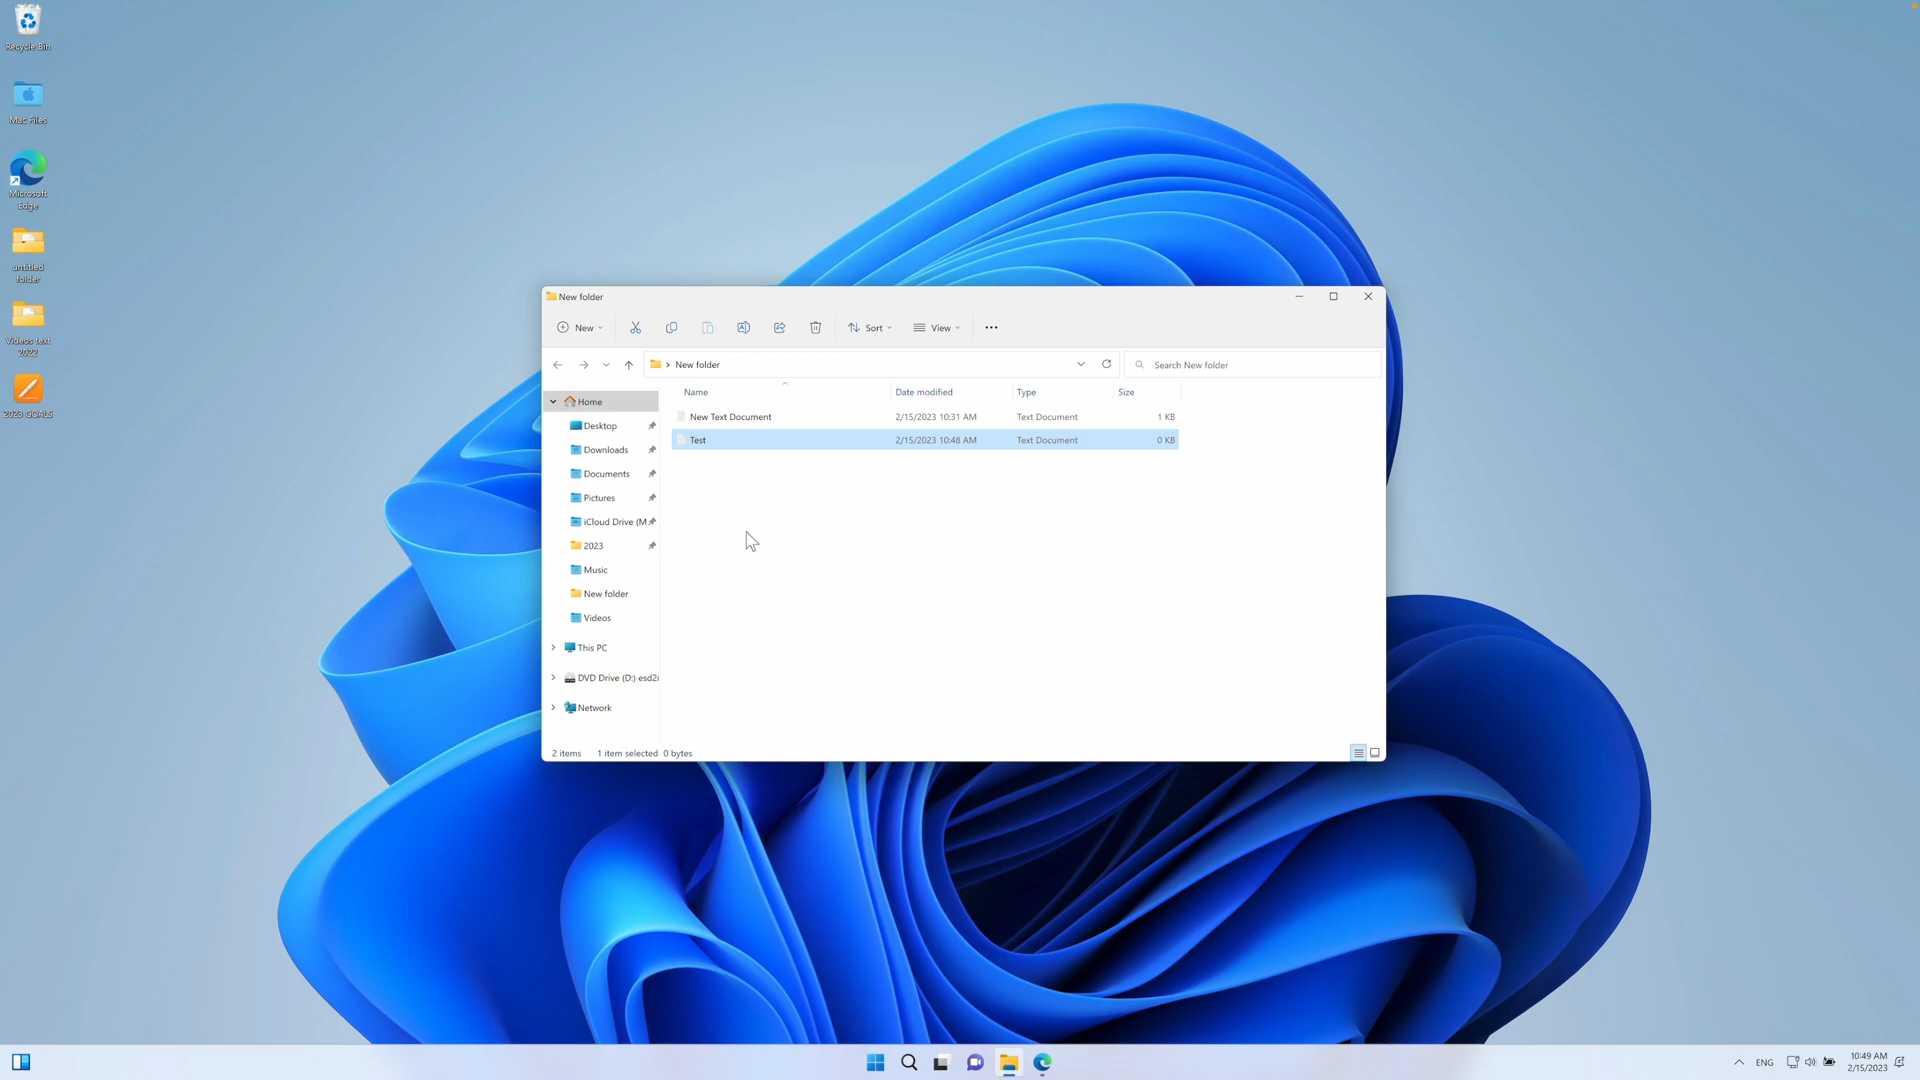 Recycle Bin
Mac Files
Microsoft
Edge
untitled
folder
Videos text
2022
2023 GOALS
New folder
New
Sort
View
New folder
Search New folder
Name
Date modified
Type
Size
New Text Document
2/15/2023 10:31 AM
Text Document
1 KB
Test
2/15/2023 10:48 AM
Text Document
0 KB
Home
Desktop
Downloads
Documents
Pictures
iCloud Drive (M
2023
Music
New folder
Videos
This PC
DVD Drive (D:) esd2i
Network
2 items
1 item selected 0 bytes
ENG
10:49 AM
2/15/2023